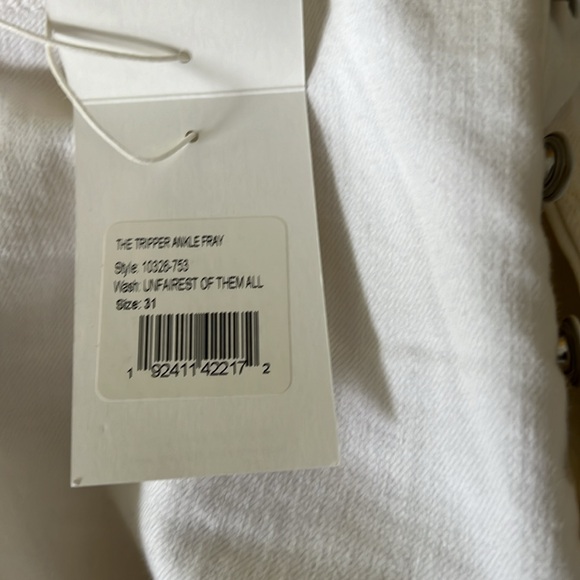 THE TRIPPER ANKLE FRAY
Style: 10326-753
Wash: UNFAIREST OF THEM ALL
Size: 31
1 92411 42217 2